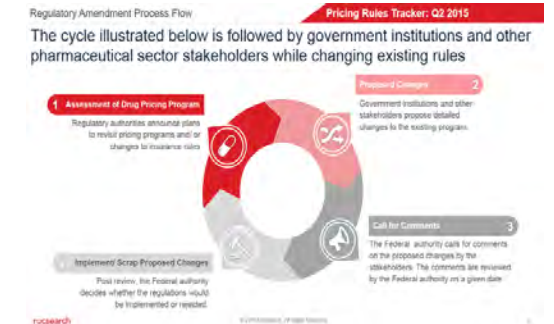 Regulatory Amendment Process Flow
Pricing Rules Tracker: Q2 2015
The cycle illustrated below is followed by government institutions and other
pharmaceutical sector stakeholders while changing existing rules
1 Assessment of Drug Pricing Program
Regulatory authorities announce plans
to revisit pricing programs and/ or
changes to insurance rules
Proposed Changes 2
Government institutions and other
stakeholders propose detailed
changes to the existing program.
Call for Comments 3
The Federal authority calls for comments
on the proposed changes by the
stakeholders. The comments are reviewed
by the Federal authority on a given date
Implement/ Scrap Proposed Changes
Post review, the Federal authority
decides whether the regulations would
be implemented or rejected.